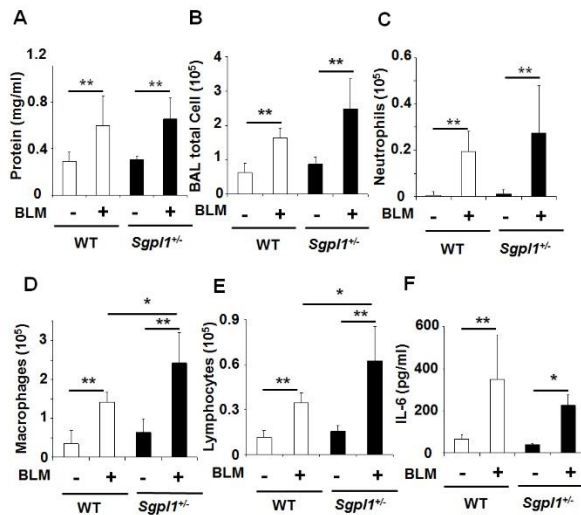 A
Protein (mg/ml)
1.2
0.8
0.4
0
** **
BLM - + - +
WT Sgpl1+/-
B
BAL total Cell (10⁵)
4
3
2
1
0
** **
BLM - + - +
WT Sgpl1+/-
C
Neutrophils (10⁵)
0.6
0.4
0.2
0
** **
BLM - + - +
WT Sgpl1+/-
D
Macrophages (10⁵)
3
2
1
0
*
** **
BLM - + - +
WT Sgpl1+/-
E
Lymphocytes (10⁵)
0.9
0.6
0.3
0
*
** **
BLM - + - +
WT Sgpl1+/-
F
IL-6 (pg/ml)
600
400
200
0
** *
BLM - + - +
WT Sgpl1+/-